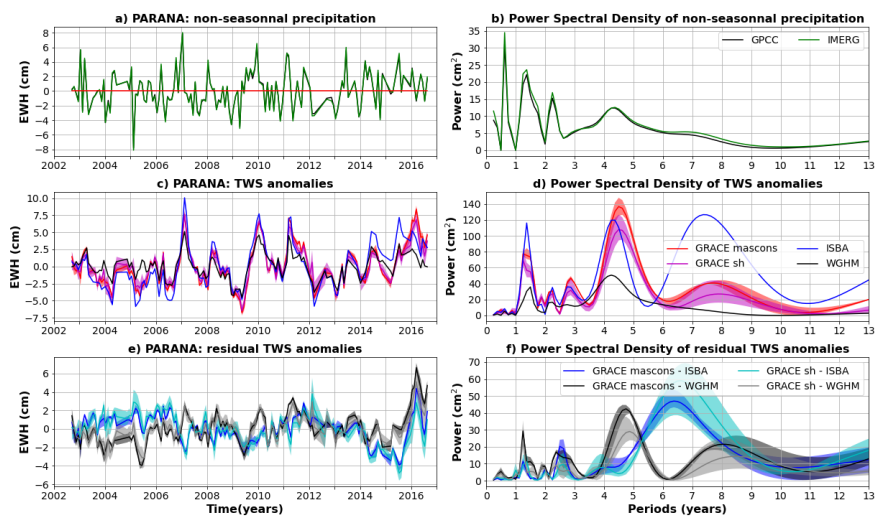 a) PARANA: non-seasonnal precipitation
EWH (cm)
8
6
4
2
0
−2
−4
−6
−8
2002 2004 2006 2008 2010 2012 2014 2016
b) Power Spectral Density of non-seasonnal precipitation
Power (cm²)
35
30
25
20
15
10
5
0
GPCC IMERG
0 1 2 3 4 5 6 7 8 9 10 11 12 13
c) PARANA: TWS anomalies
EWH (cm)
10.0
7.5
5.0
2.5
0.0
−2.5
−5.0
−7.5
2002 2004 2006 2008 2010 2012 2014 2016
d) Power Spectral Density of TWS anomalies
Power (cm²)
140
120
100
80
60
40
20
0
GRACE mascons ISBA
GRACE sh WGHM
0 1 2 3 4 5 6 7 8 9 10 11 12 13
e) PARANA: residual TWS anomalies
EWH (cm)
6
4
2
0
−2
−4
−6
2002 2004 2006 2008 2010 2012 2014 2016
Time(years)
f) Power Spectral Density of residual TWS anomalies
Power (cm²)
70
60
50
40
30
20
10
0
GRACE mascons - ISBA GRACE sh - ISBA
GRACE mascons - WGHM GRACE sh - WGHM
0 1 2 3 4 5 6 7 8 9 10 11 12 13
Periods (years)